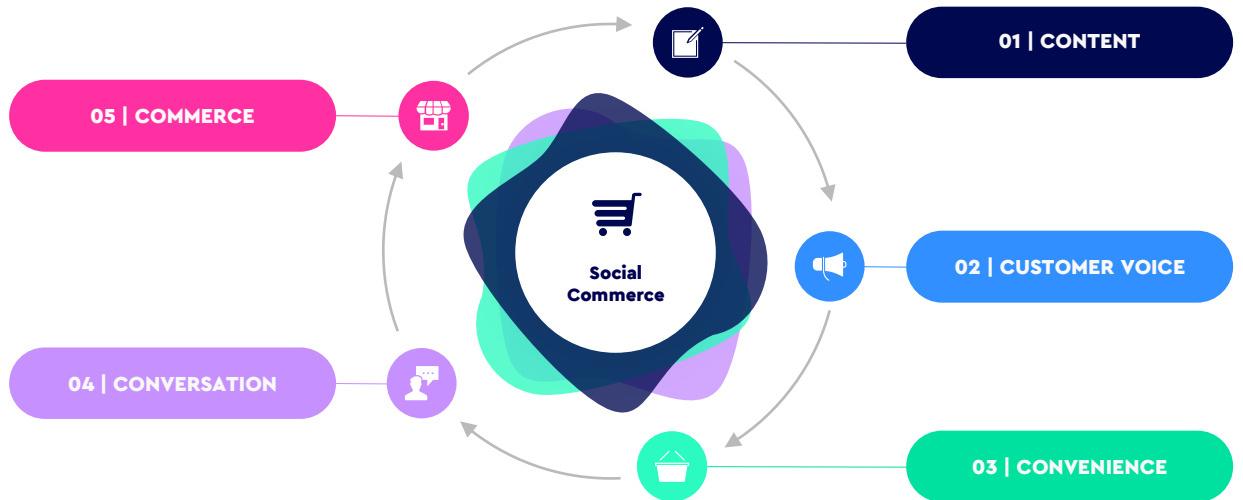 01 | CONTENT
05 | COMMERCE
Social
Commerce
02 | CUSTOMER VOICE
04 | CONVERSATION
03 | CONVENIENCE